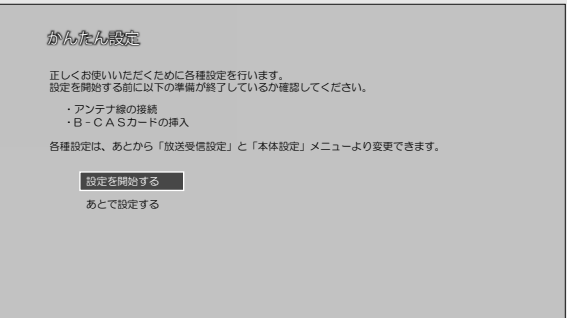 かんたん設定
正しくお使いいただくために各種設定を行います。
設定を開始する前に以下の準備が終了しているか確認してください。
・アンテナ線の接続
・B-CASカードの挿入
各種設定は、あとから「放送受信設定」と「本体設定」メニューより変更できます。
設定を開始する
あとで設定する